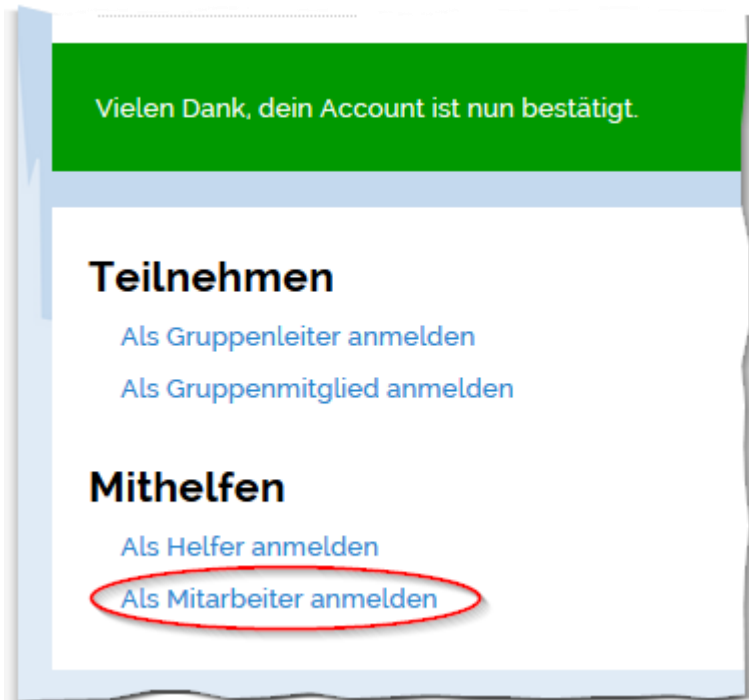 Vielen Dank, dein Account ist nun bestätigt.
Teilnehmen
Als Gruppenleiter anmelden
Als Gruppenmitglied anmelden
Mithelfen
Als Helfer anmelden
Als Mitarbeiter anmelden